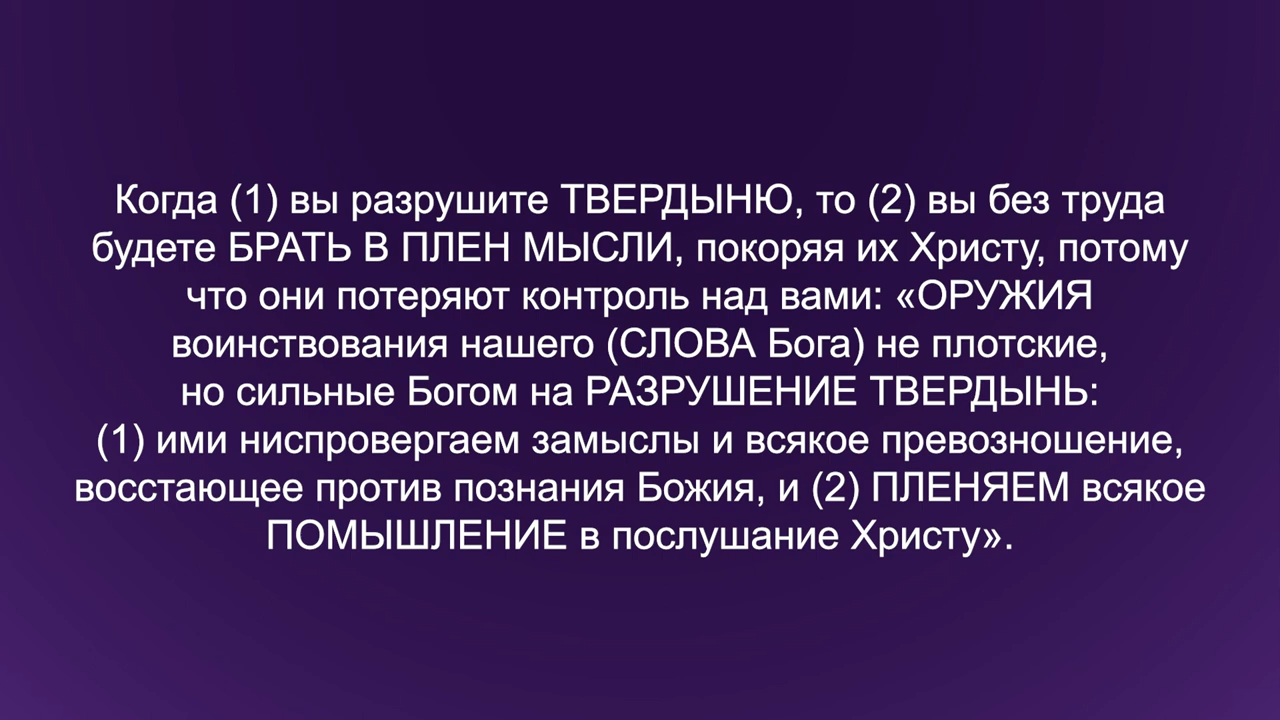 Когда (1) вы разрушите ТВЕРДЫНЮ, то (2) вы без труда
будете БРАТЬ В ПЛЕН МЫСЛИ, покоряя их Христу, потому
что они потеряют контроль над вами: «ОРУЖИЯ
воинствования нашего (СЛОВА Бога) не плотские,
но сильные Богом на РАЗРУШЕНИЕ ТВЕРДЫНЬ:
(1) ими ниспровергаем замыслы и всякое превозношение,
восстающее против познания Божия, и (2) ПЛЕНЯЕМ всякое
ПОМЫШЛЕНИЕ в послушание Христу».